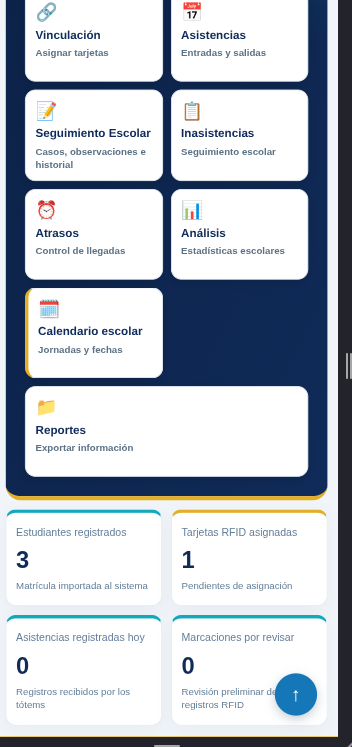 Vinculación
Asignar tarjetas
Asistencias
Entradas y salidas
Seguimiento Escolar
Casos, observaciones e
historial
Inasistencias
Seguimiento escolar
Atrasos
Control de llegadas
Análisis
Estadísticas escolares
Calendario escolar
Jornadas y fechas
Reportes
Exportar información
Estudiantes registrados
3
Matrícula importada al sistema
Tarjetas RFID asignadas
1
Pendientes de asignación
Asistencias registradas hoy
0
Registros recibidos por los
tótems
Marcaciones por revisar
0
Revisión preliminar de
registros RFID
↑